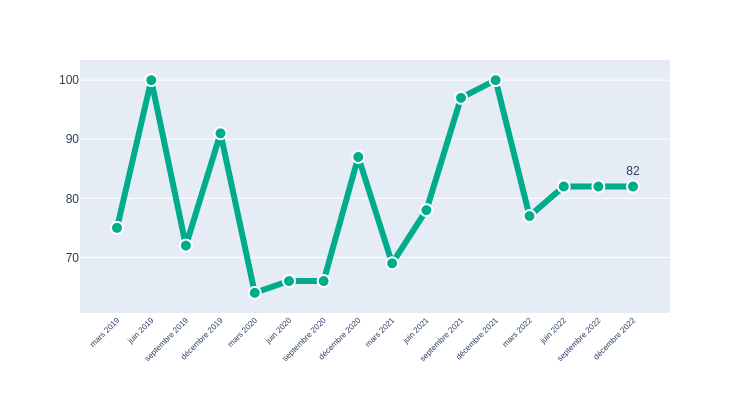 100
90
80
70
82
mars 2019
juin 2019
septembre 2019
décembre 2019
mars 2020
juin 2020
septembre 2020
décembre 2020
mars 2021
juin 2021
septembre 2021
décembre 2021
mars 2022
juin 2022
septembre 2022
décembre 2022